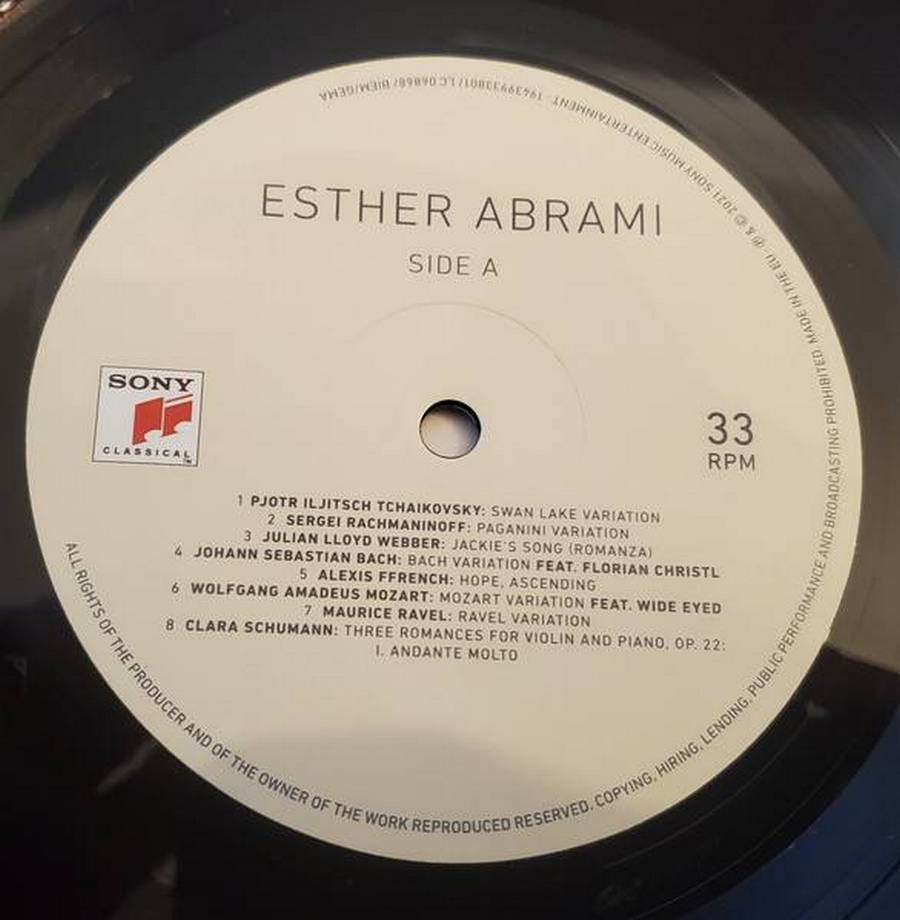 ESTHER ABRAMI
SIDE A
SONY
CLASSICAL
TM
33
RPM
1 PJOTR ILJITSCH TCHAIKOVSKY: SWAN LAKE VARIATION
2 SERGEI RACHMANINOFF: PAGANINI VARIATION
3 JULIAN LLOYD WEBBER: JACKIE'S SONG (ROMANZA)
4 JOHANN SEBASTIAN BACH: BACH VARIATION FEAT. FLORIAN CHRISTL
5 ALEXIS FFRENCH: HOPE, ASCENDING
6 WOLFGANG AMADEUS MOZART: MOZART VARIATION FEAT. WIDE EYED
7 MAURICE RAVEL: RAVEL VARIATION
8 CLARA SCHUMANN: THREE ROMANCES FOR VIOLIN AND PIANO, OP. 22:
I. ANDANTE MOLTO
ALL RIGHTS OF THE PRODUCER AND OF THE OWNER OF THE WORK REPRODUCED RESERVED. COPYING, HIRING, LENDING, PUBLIC PERFORMANCE AND BROADCASTING PROHIBITED. MADE IN THE EU · ℗ & © 2021 SONY MUSIC ENTERTAINMENT · 19439933801/ LC 06868/ BIEM/GEMA